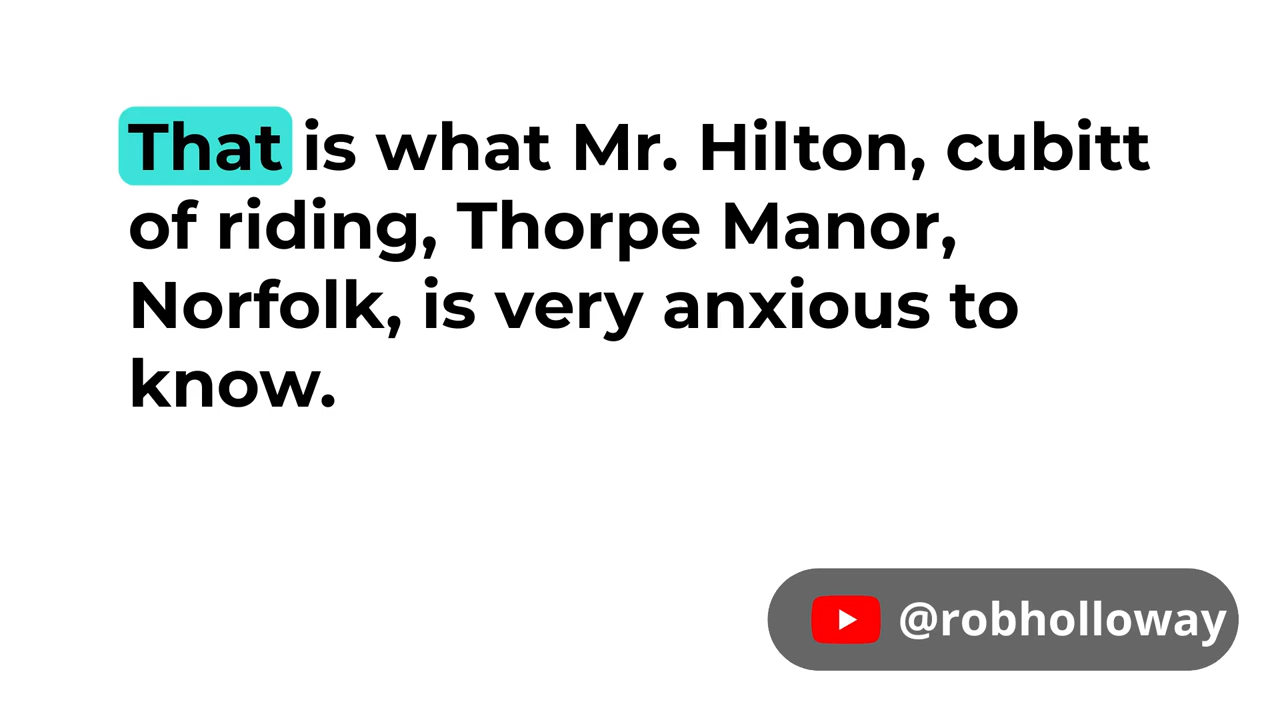 That is what Mr. Hilton, cubitt
of riding, Thorpe Manor,
Norfolk, is very anxious to
know.
@robholloway